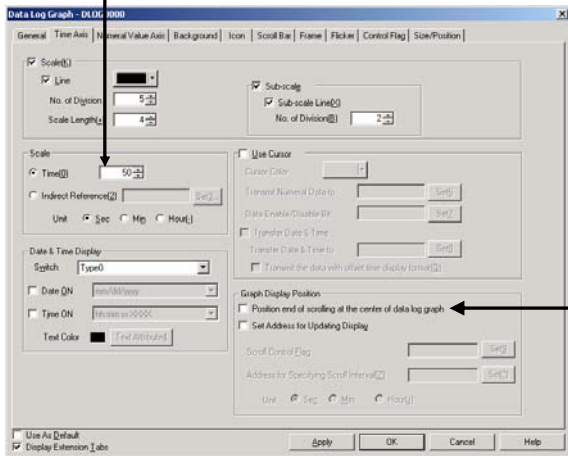 Data Log Graph - DLOG0000
General Time Axis Numeral Value Axis Background Icon Scroll Bar Frame Flicker Control Flag Size/Position
Scale(K)
Line
No. of Division 5
Scale Length(+) 4
Sub-scale
Sub-scale Line(X)
No. of Division(B) 2
Scale
Time(0) 50
Indirect Reference(2) Set
Unit Sec Min Hour(-)
Date & Time Display
Switch Type0
Date ON mm/dd/yyyy
Time ON hh:mm:ss
Text Color Text Attributed
Use Cursor
Cursor Color
Transmit Numeral Data to Set
Data Enable/Disable Bit Set
Transfer Date & Time
Transfer Date & Time to Set
Transmit the data with offset time display format
Graph Display Position
Position end of scrolling at the center of data log graph
Set Address for Updating Display
Scroll Control Flag Set
Address for Specifying Scroll Interval Set
Unit Sec Min Hour
Use As Default
Display Extension Tabs
Apply OK Cancel Help